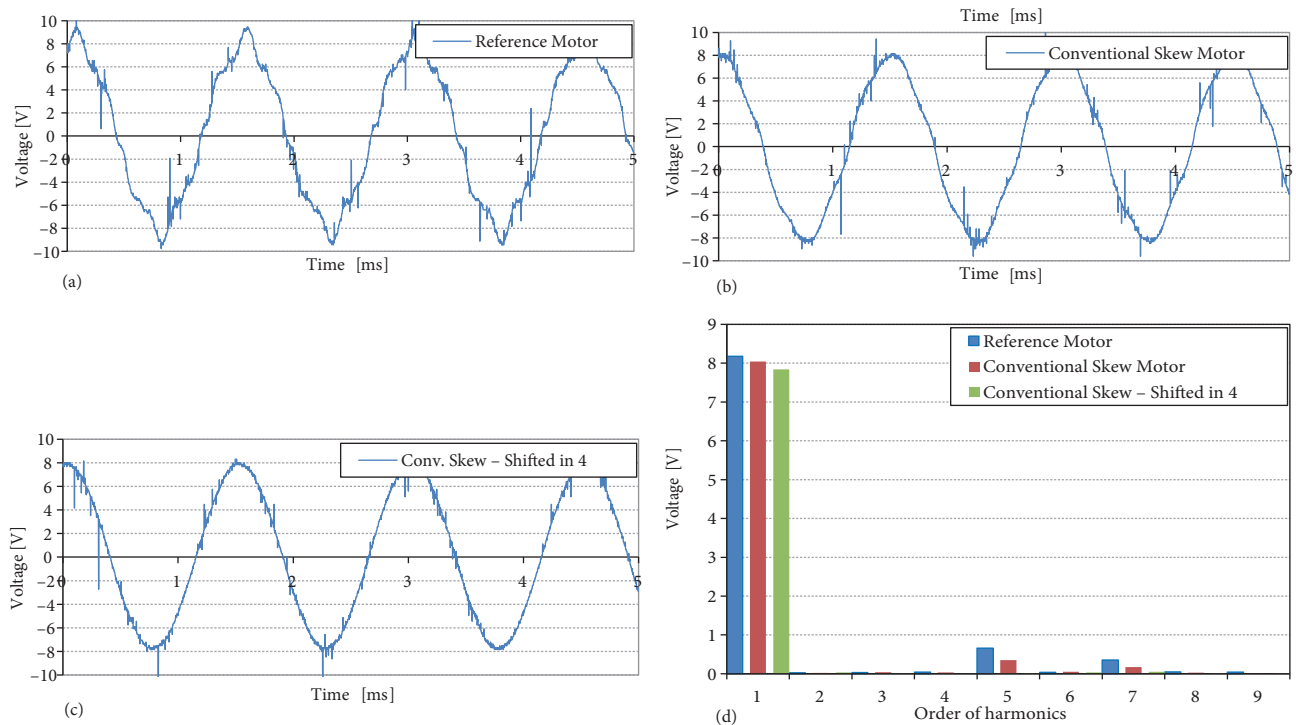 10
8
6
4
2
0
−2
−4
−6
−8
−10
Voltage [V]
0 1 2 3 4 5
Reference Motor
Time [ms]
(a)
Time [ms]
10
8
6
4
2
0
−2
−4
−6
−8
−10
Voltage [V]
0 1 2 3 4 5
Conventional Skew Motor
Time [ms]
(b)
10
8
6
4
2
0
−2
−4
−6
−8
−10
Voltage [V]
0 1 2 3 4 5
Conv. Skew – Shifted in 4
Time [ms]
(c)
9
8
7
6
5
4
3
2
1
0
Voltage [V]
Reference Motor
Conventional Skew Motor
Conventional Skew – Shifted in 4
1 2 3 4 5 6 7 8 9
Order of harmonics
(d)